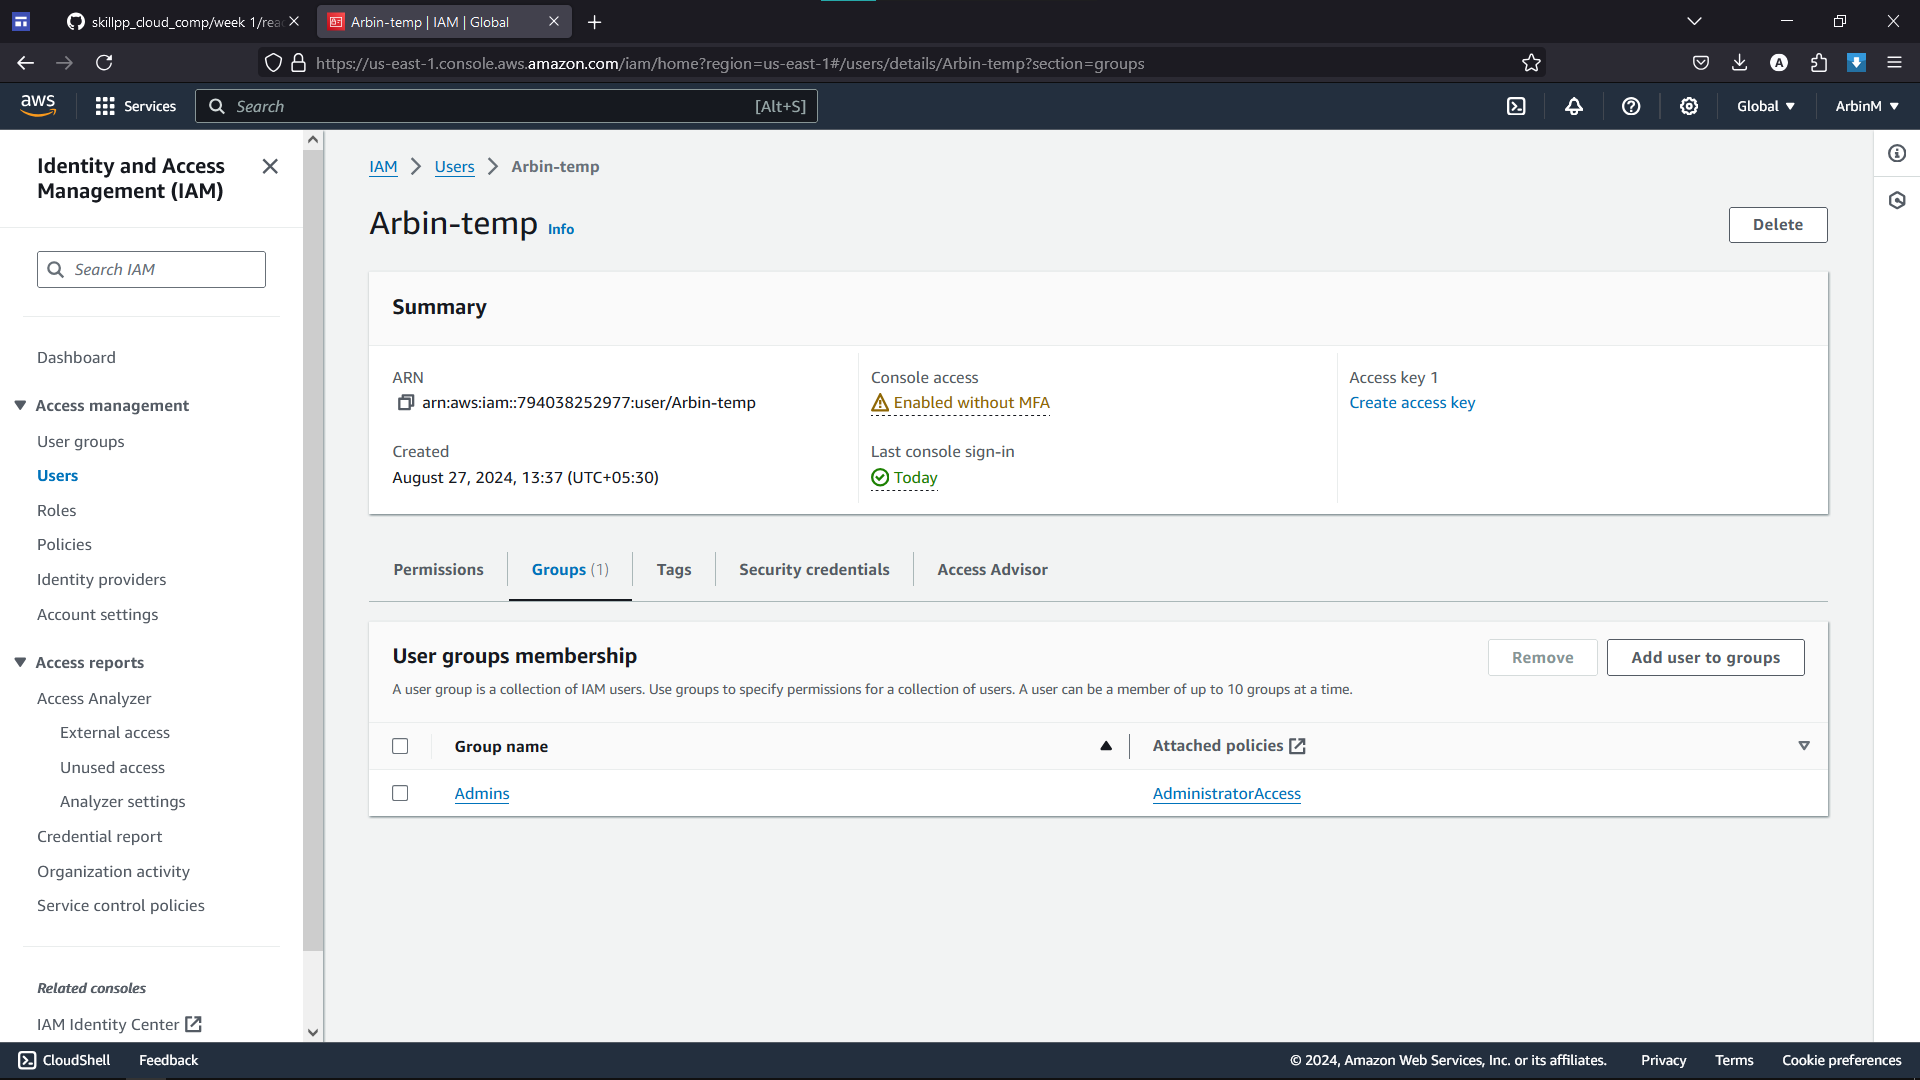 skillpp_cloud_comp/week 1/rea
Arbin-temp | IAM | Global
https://us-east-1.console.aws.amazon.com/iam/home?region=us-east-1#/users/details/Arbin-temp?section=groups
A
aws
Services
Search
[Alt+S]
Global
ArbinM
Identity and Access
Management (IAM)
Search IAM
Dashboard
Access management
User groups
Users
Roles
Policies
Identity providers
Account settings
Access reports
Access Analyzer
External access
Unused access
Analyzer settings
Credential report
Organization activity
Service control policies
Related consoles
IAM Identity Center
IAM
Users
Arbin-temp
Arbin-temp Info
Delete
Summary
ARN
arn:aws:iam::794038252977:user/Arbin-temp
Created
August 27, 2024, 13:37 (UTC+05:30)
Console access
Enabled without MFA
Last console sign-in
Today
Access key 1
Create access key
Permissions
Groups (1)
Tags
Security credentials
Access Advisor
User groups membership
Remove
Add user to groups
A user group is a collection of IAM users. Use groups to specify permissions for a collection of users. A user can be a member of up to 10 groups at a time.
Group name
Attached policies
Admins
AdministratorAccess
CloudShell
Feedback
© 2024, Amazon Web Services, Inc. or its affiliates.
Privacy
Terms
Cookie preferences